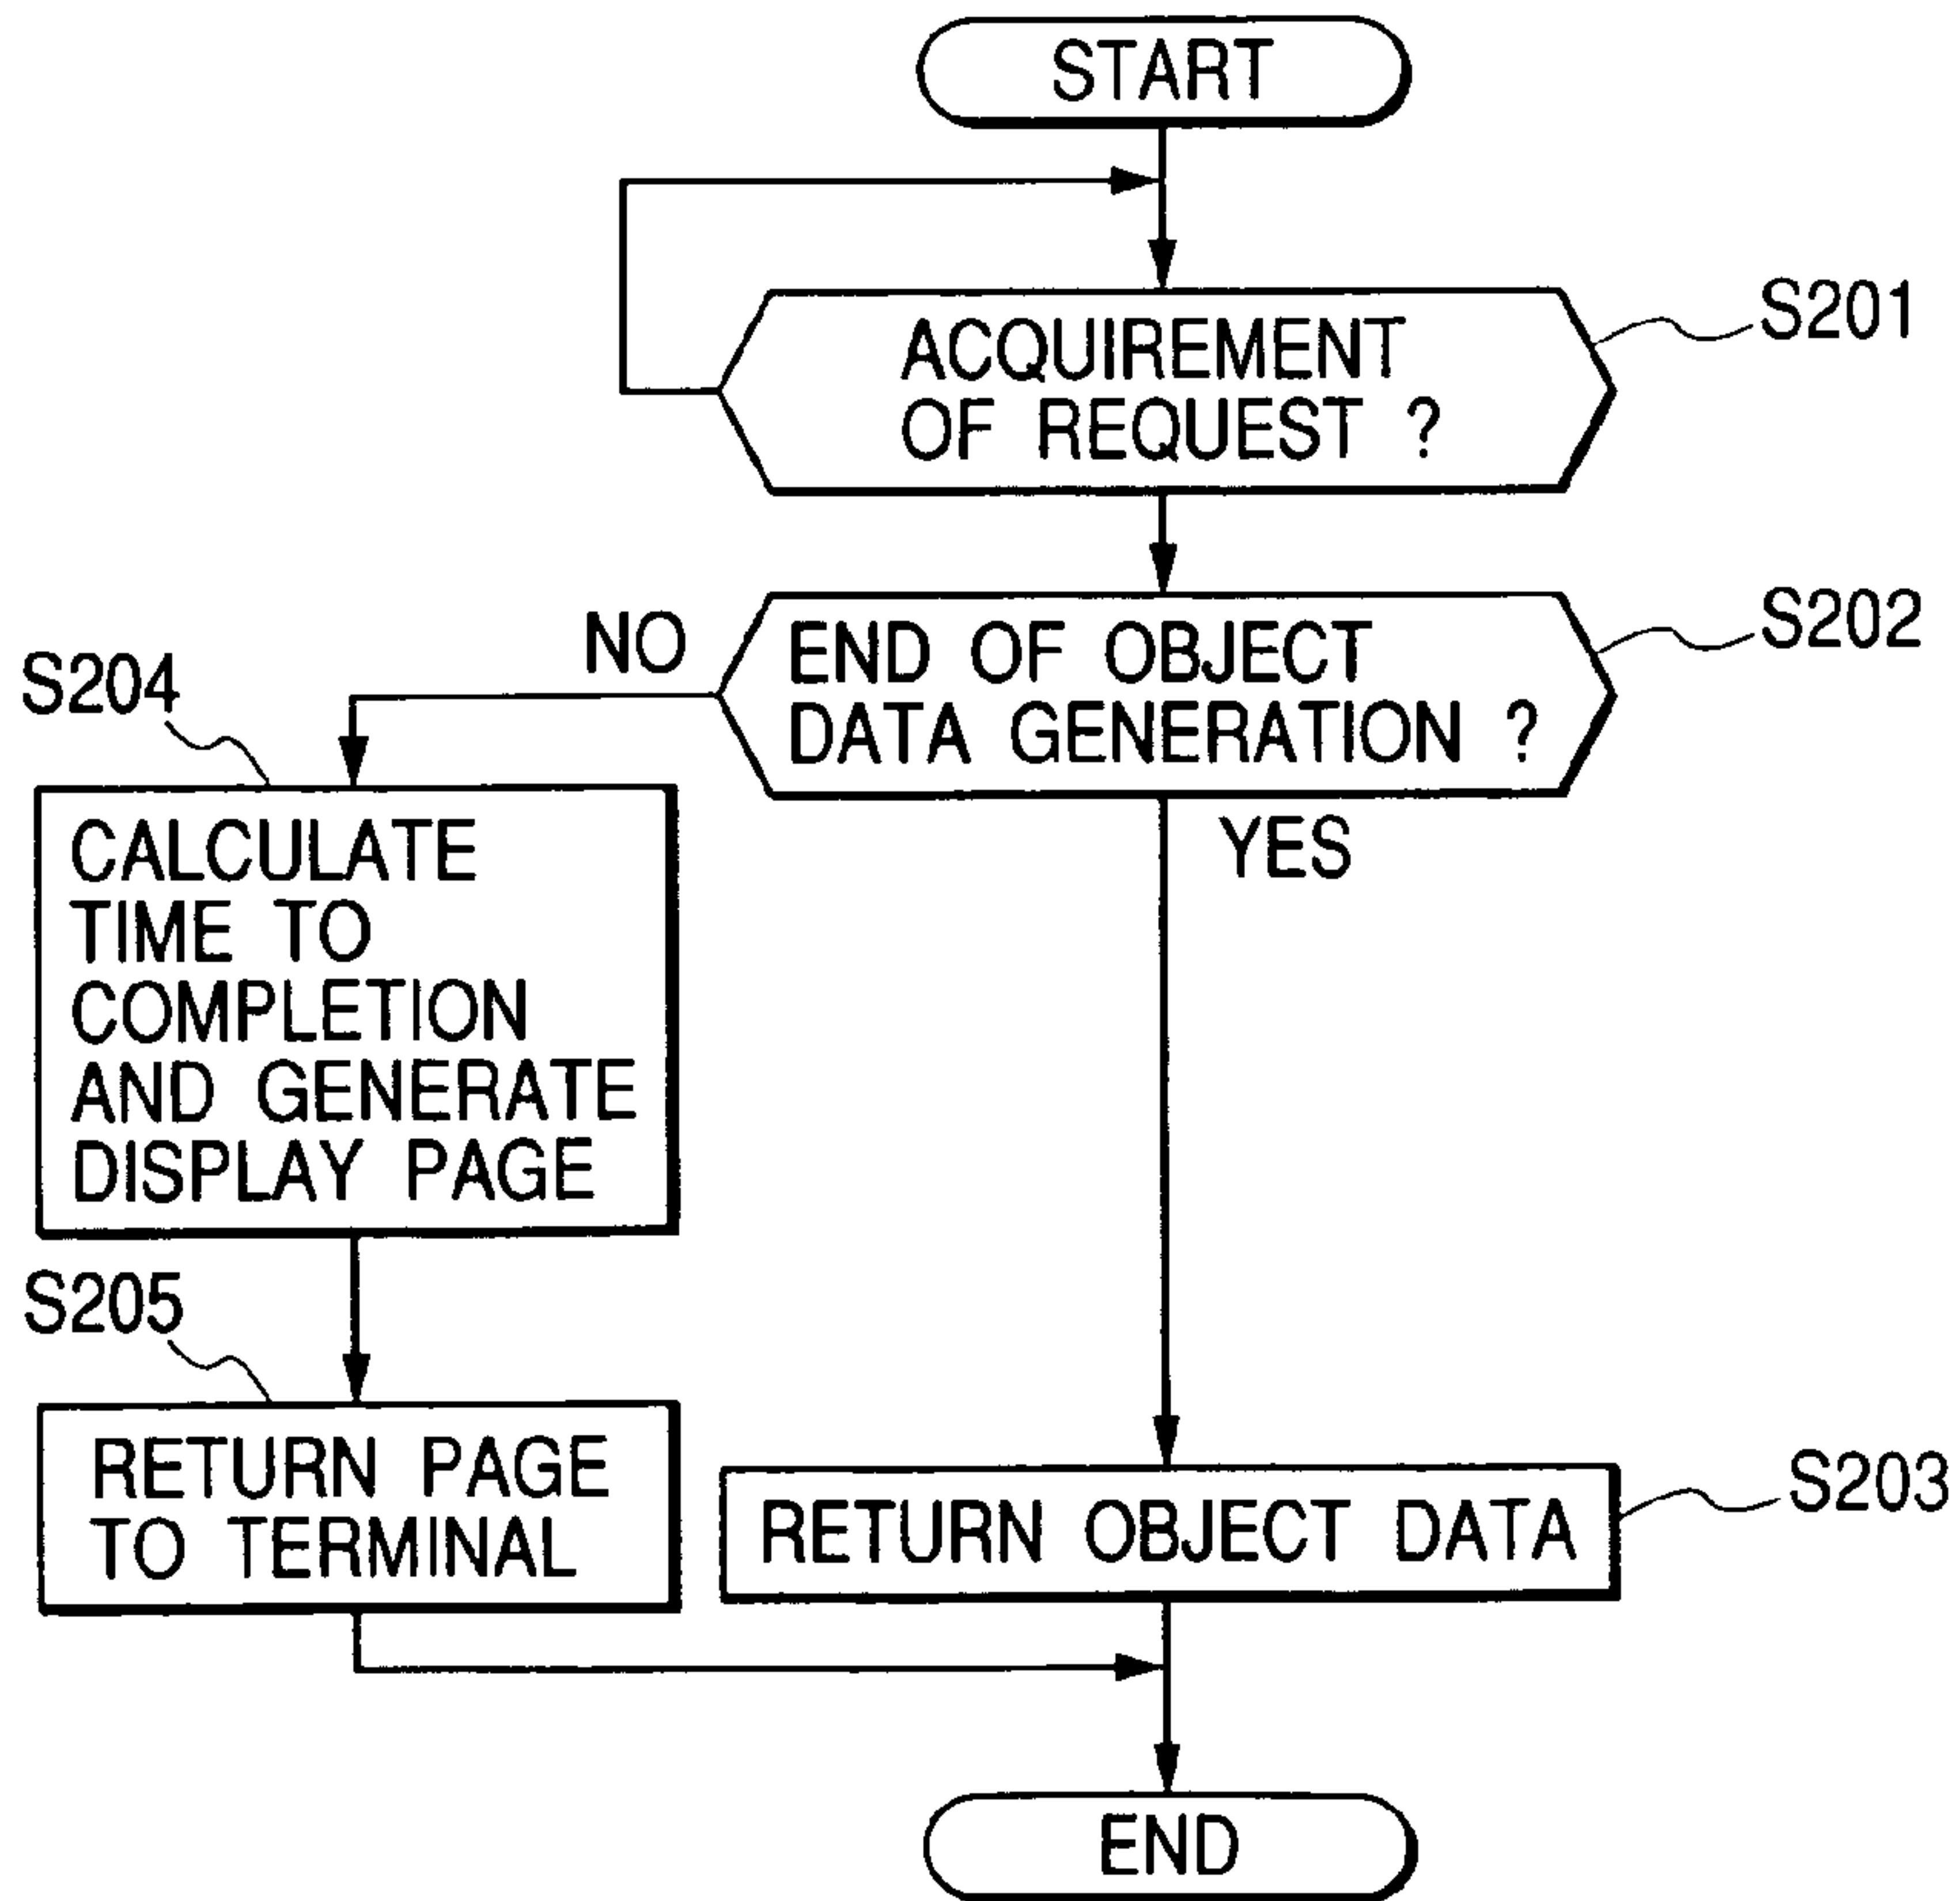 START
ACQUIREMENT
OF REQUEST ?
S201
NO
END OF OBJECT
DATA GENERATION ?
S202
YES
S204
CALCULATE
TIME TO
COMPLETION
AND GENERATE
DISPLAY PAGE
S205
RETURN PAGE
TO TERMINAL
RETURN OBJECT DATA
S203
END